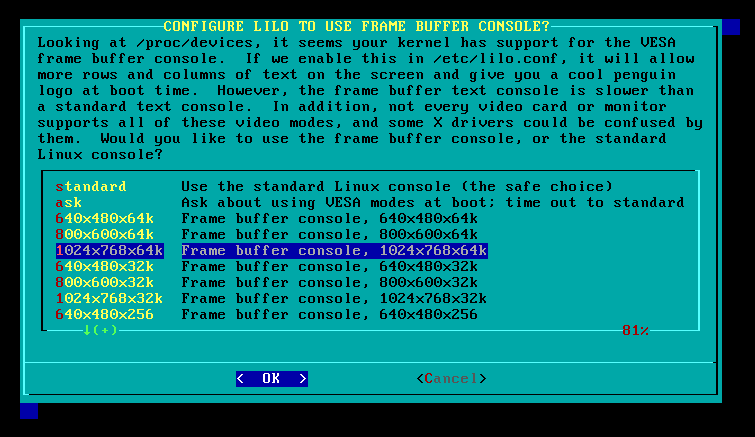 CONFIGURE LILO TO USE FRAME BUFFER CONSOLE?
Looking at /proc/devices, it seems your kernel has support for the VESA
frame buffer console.  If we enable this in /etc/lilo.conf, it will allow
more rows and columns of text on the screen and give you a cool penguin
logo at boot time.  However, the frame buffer text console is slower than
a standard text console.  In addition, not every video card or monitor
supports all of these video modes, and some X drivers could be confused by
them.  Would you like to use the frame buffer console, or the standard
Linux console?
standard Use the standard Linux console (the safe choice)
ask Ask about using VESA modes at boot; time out to standard
640x480x64k Frame buffer console, 640x480x64k
800x600x64k Frame buffer console, 800x600x64k
1024x768x64k Frame buffer console, 1024x768x64k
640x480x32k Frame buffer console, 640x480x32k
800x600x32k Frame buffer console, 800x600x32k
1024x768x32k Frame buffer console, 1024x768x32k
640x480x256 Frame buffer console, 640x480x256
↓(+) 81%
< OK > <Cancel>